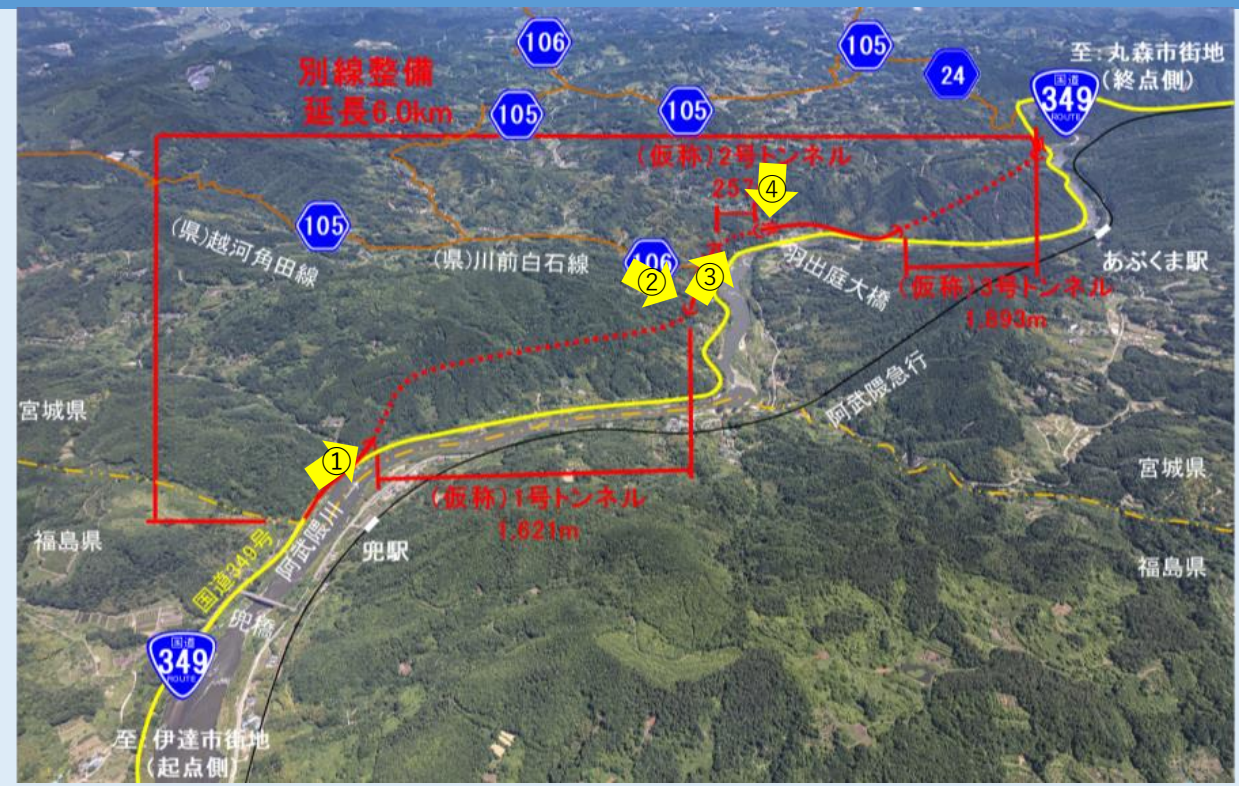 106
105
至:丸森市街地
(終点側)
別線整備
延長6.0km
24
国道
349
ROUTE
105
105
(仮称)2号トンネル
257
④
105
(県)越河角田線
(県)川前白石線
106
②
③
羽出庭大橋
あぶくま駅
(仮称)3号トンネル
1,893m
阿武隈急行
宮城県
①
宮城県
(仮称)1号トンネル
1,621m
福島県
国道349号
阿武隈川
兜駅
福島県
兜橋
国道
349
ROUTE
至:伊達市街地
(起点側)